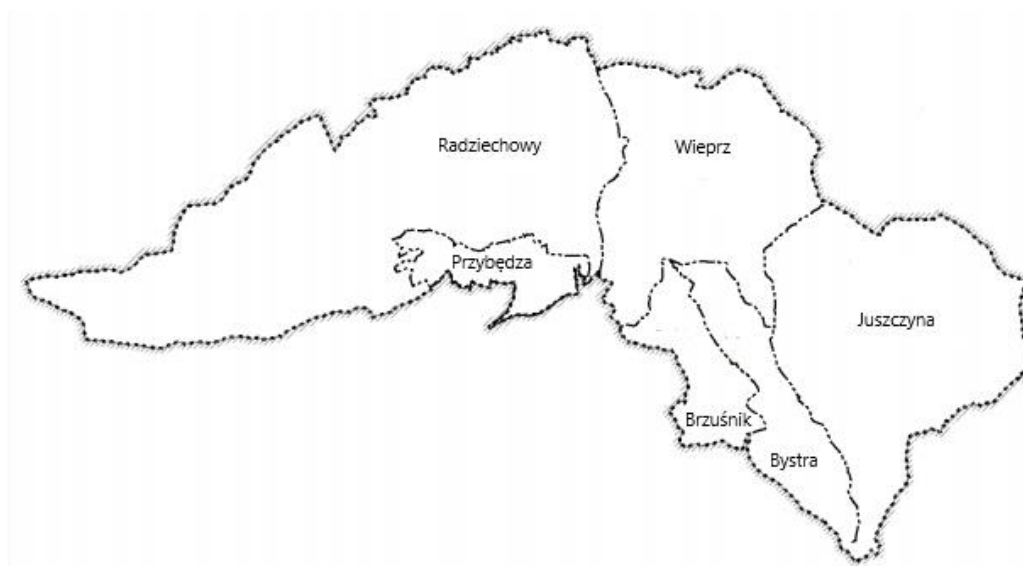 Radziechowy
Wieprz
Przybędza
Juszczyna
Brzuśnik
Bystra